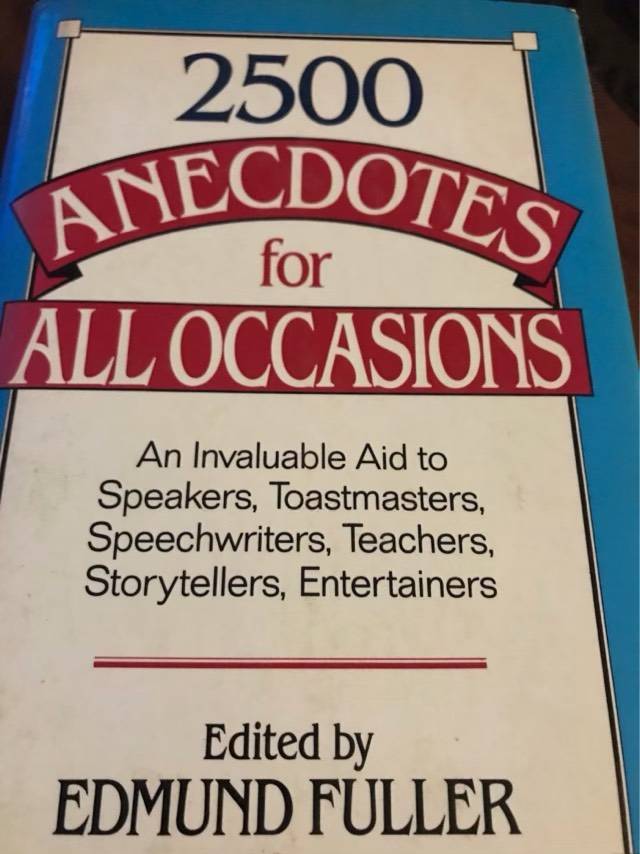 2500
ANECDOTES
for
ALL OCCASIONS
An Invaluable Aid to
Speakers, Toastmasters,
Speechwriters, Teachers,
Storytellers, Entertainers
Edited by
EDMUND FULLER